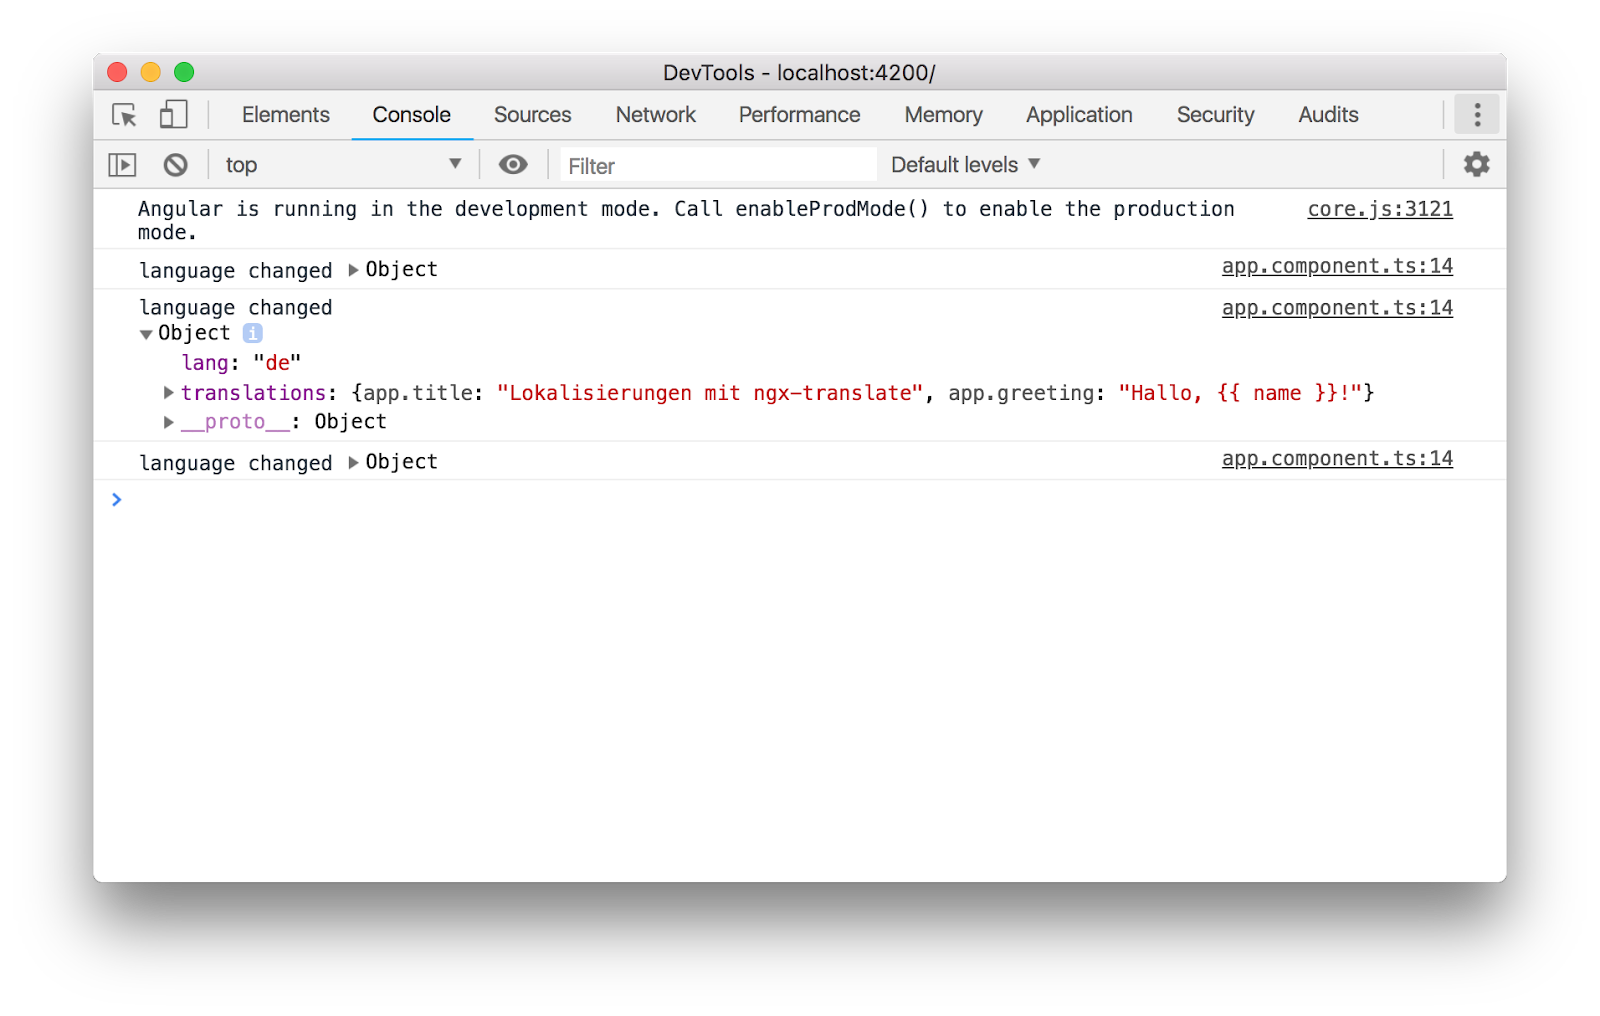 DevTools - localhost:4200/
Elements Console Sources Network Performance Memory Application Security Audits
top Filter Default levels
Angular is running in the development mode. Call enableProdMode() to enable the production core.js:3121
mode.
language changed Object app.component.ts:14
language changed app.component.ts:14
Object i
lang: "de"
translations: {app.title: "Lokalisierungen mit ngx-translate", app.greeting: "Hallo, {{ name }}!"}
__proto__: Object
language changed Object app.component.ts:14